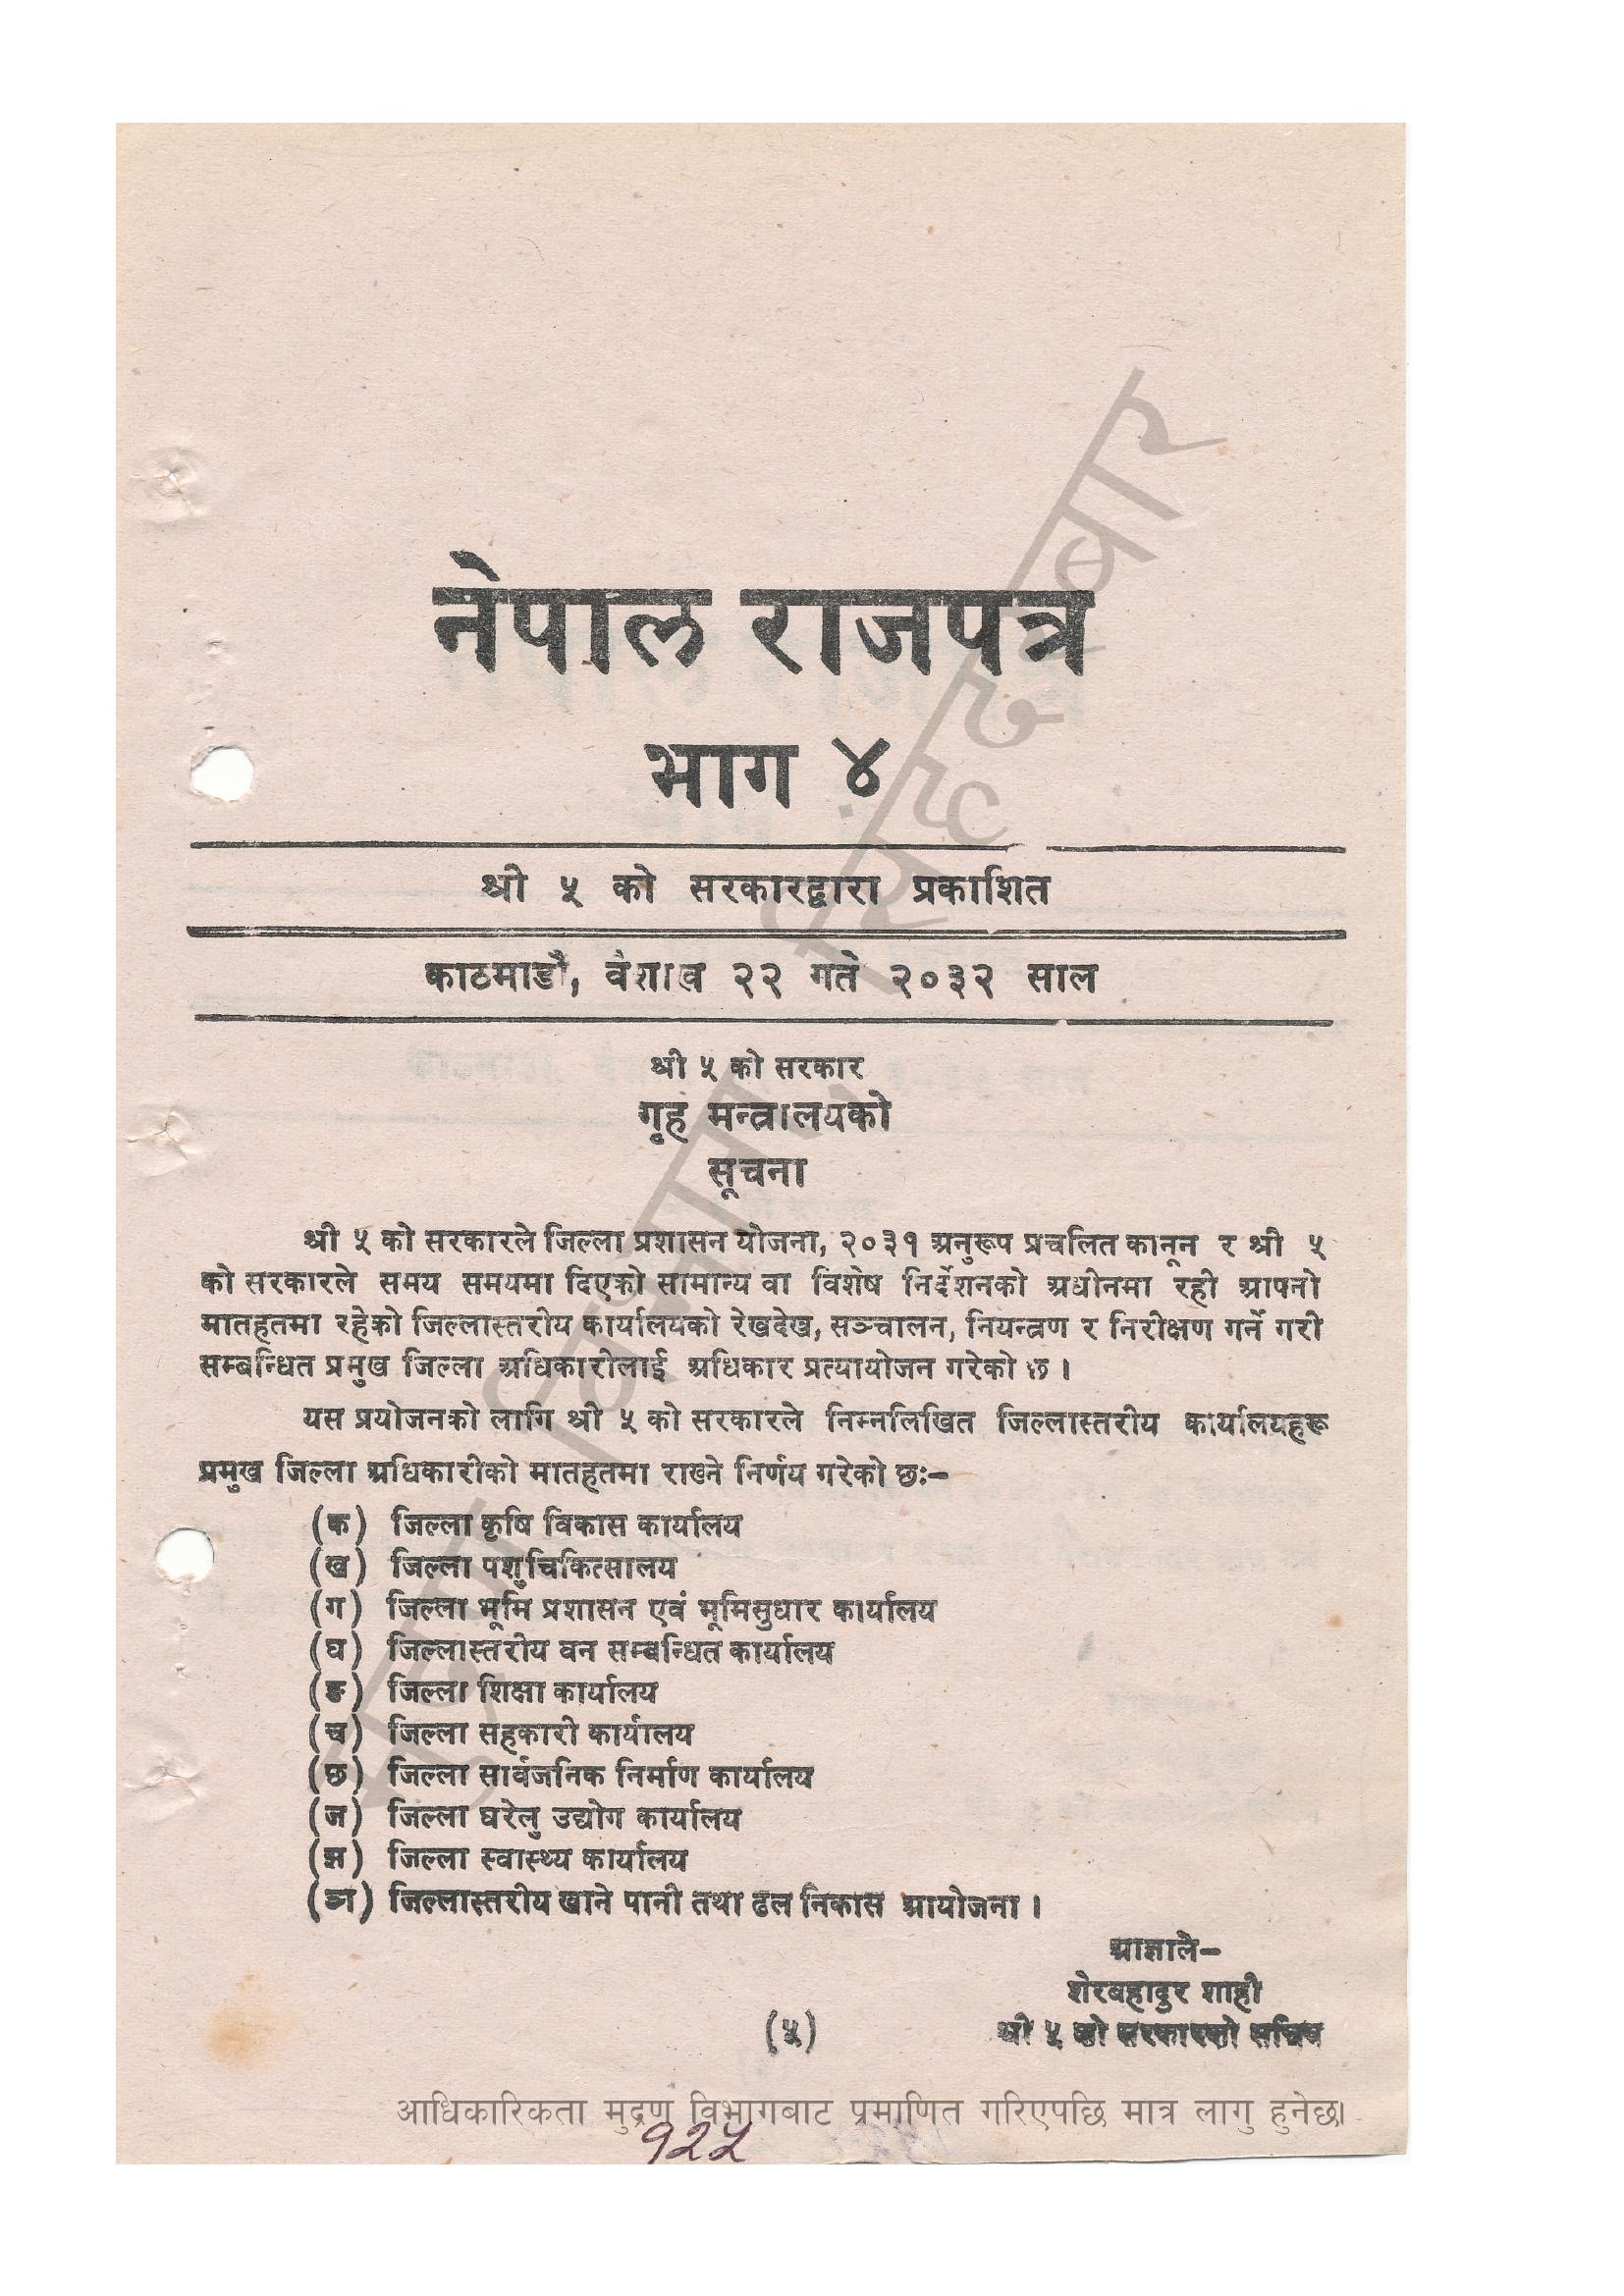 नेपाल राजपत्र
भाग ४
श्री ५ को सरकारद्वारा प्रकाशित
काठमाडौं, वैशाख २२ गते २०३२ साल
श्री ५ को सरकार
गृह मन्त्रालयको
सूचना
श्री ५ को सरकारले जिल्ला प्रशासन योजना, २०३१ अनुरूप प्रचलित कानून र श्री ५
को सरकारले समय समयमा दिएको सामान्य वा विशेष निर्देशनको अधीनमा रही आफ्नो
मातहतमा रहेको जिल्लास्तरीय कार्यालयको रेखदेख, सञ्चालन, नियन्त्रण र निरीक्षण गर्ने गरी
सम्बन्धित प्रमुख जिल्ला अधिकारीलाई अधिकार प्रत्यायोजन गरेको छ ।
यस प्रयोजनको लागि श्री ५ को सरकारले निम्नलिखित जिल्लास्तरीय कार्यालयहरू
प्रमुख जिल्ला अधिकारीको मातहतमा राख्ने निर्णय गरेको छः–
(क) जिल्ला कृषि विकास कार्यालय
(ख) जिल्ला पशुचिकित्सालय
(ग) जिल्ला भूमि प्रशासन एवं भूमिसुधार कार्यालय
(घ) जिल्लास्तरीय वन सम्बन्धित कार्यालय
(ङ) जिल्ला शिक्षा कार्यालय
(च) जिल्ला सहकारी कार्यालय
(छ) जिल्ला सार्वजनिक निर्माण कार्यालय
(ज) जिल्ला घरेलु उद्योग कार्यालय
(झ) जिल्ला स्वास्थ्य कार्यालय
(ञ) जिल्लास्तरीय खाने पानी तथा ढल निकास आयोजना ।
आज्ञाले–
शेरबहादुर शाही
श्री ५ को सरकारको सचिव
(५)
आधिकारिकता मुद्रण विभागबाट प्रमाणित गरिएपछि मात्र लागु हुनेछ।
१२५
मुद्रण विभाग, सिंहदरबार